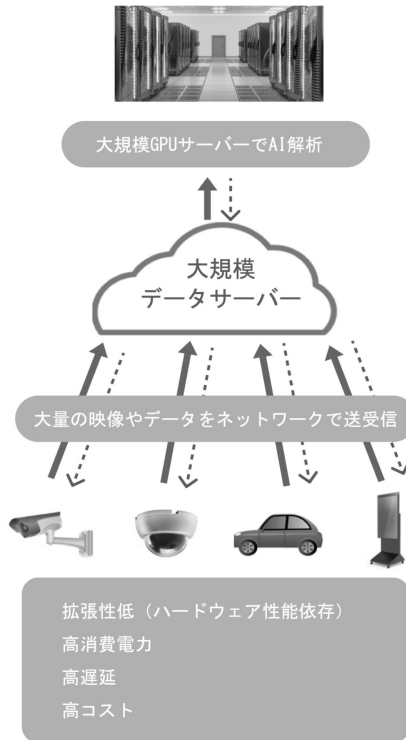 大規模GPUサーバーでAI解析
大規模
データサーバー
大量の映像やデータをネットワークで送受信
拡張性低（ハードウェア性能依存）
高消費電力
高遅延
高コスト